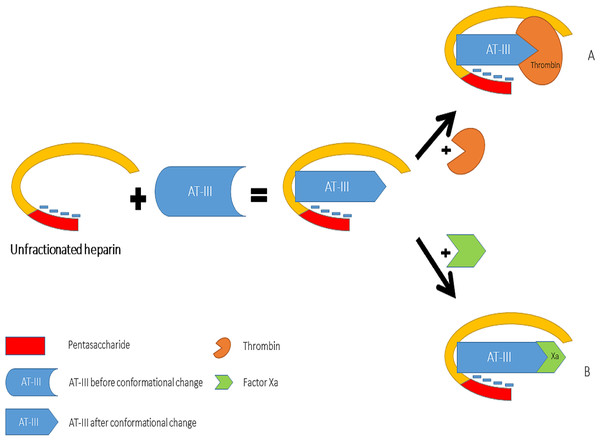 AT-III
Thrombin
A
+
+ AT-III = AT-III
Unfractionated heparin
+
Pentasaccharide
Thrombin
AT-III
AT-III before conformational change
Factor Xa
AT-III
AT-III after conformational change
AT-III
Xa
B